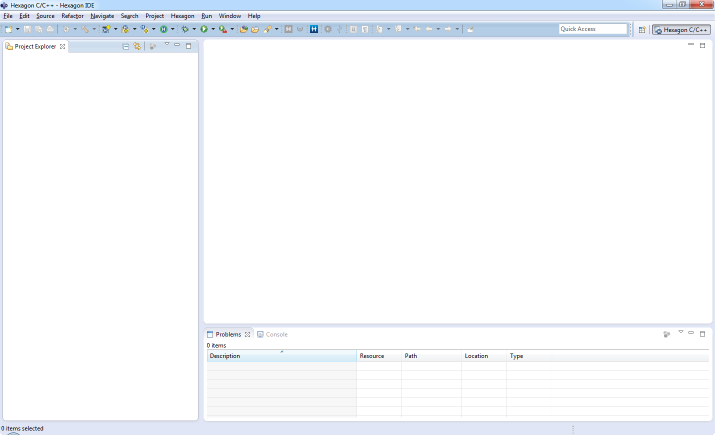 Hexagon C/C++ - Hexagon IDE
File Edit Source Refactor Navigate Search Project Hexagon Run Window Help
Quick Access
Hexagon C/C++
Project Explorer
Problems Console
0 items
Description Resource Path Location Type
0 items selected